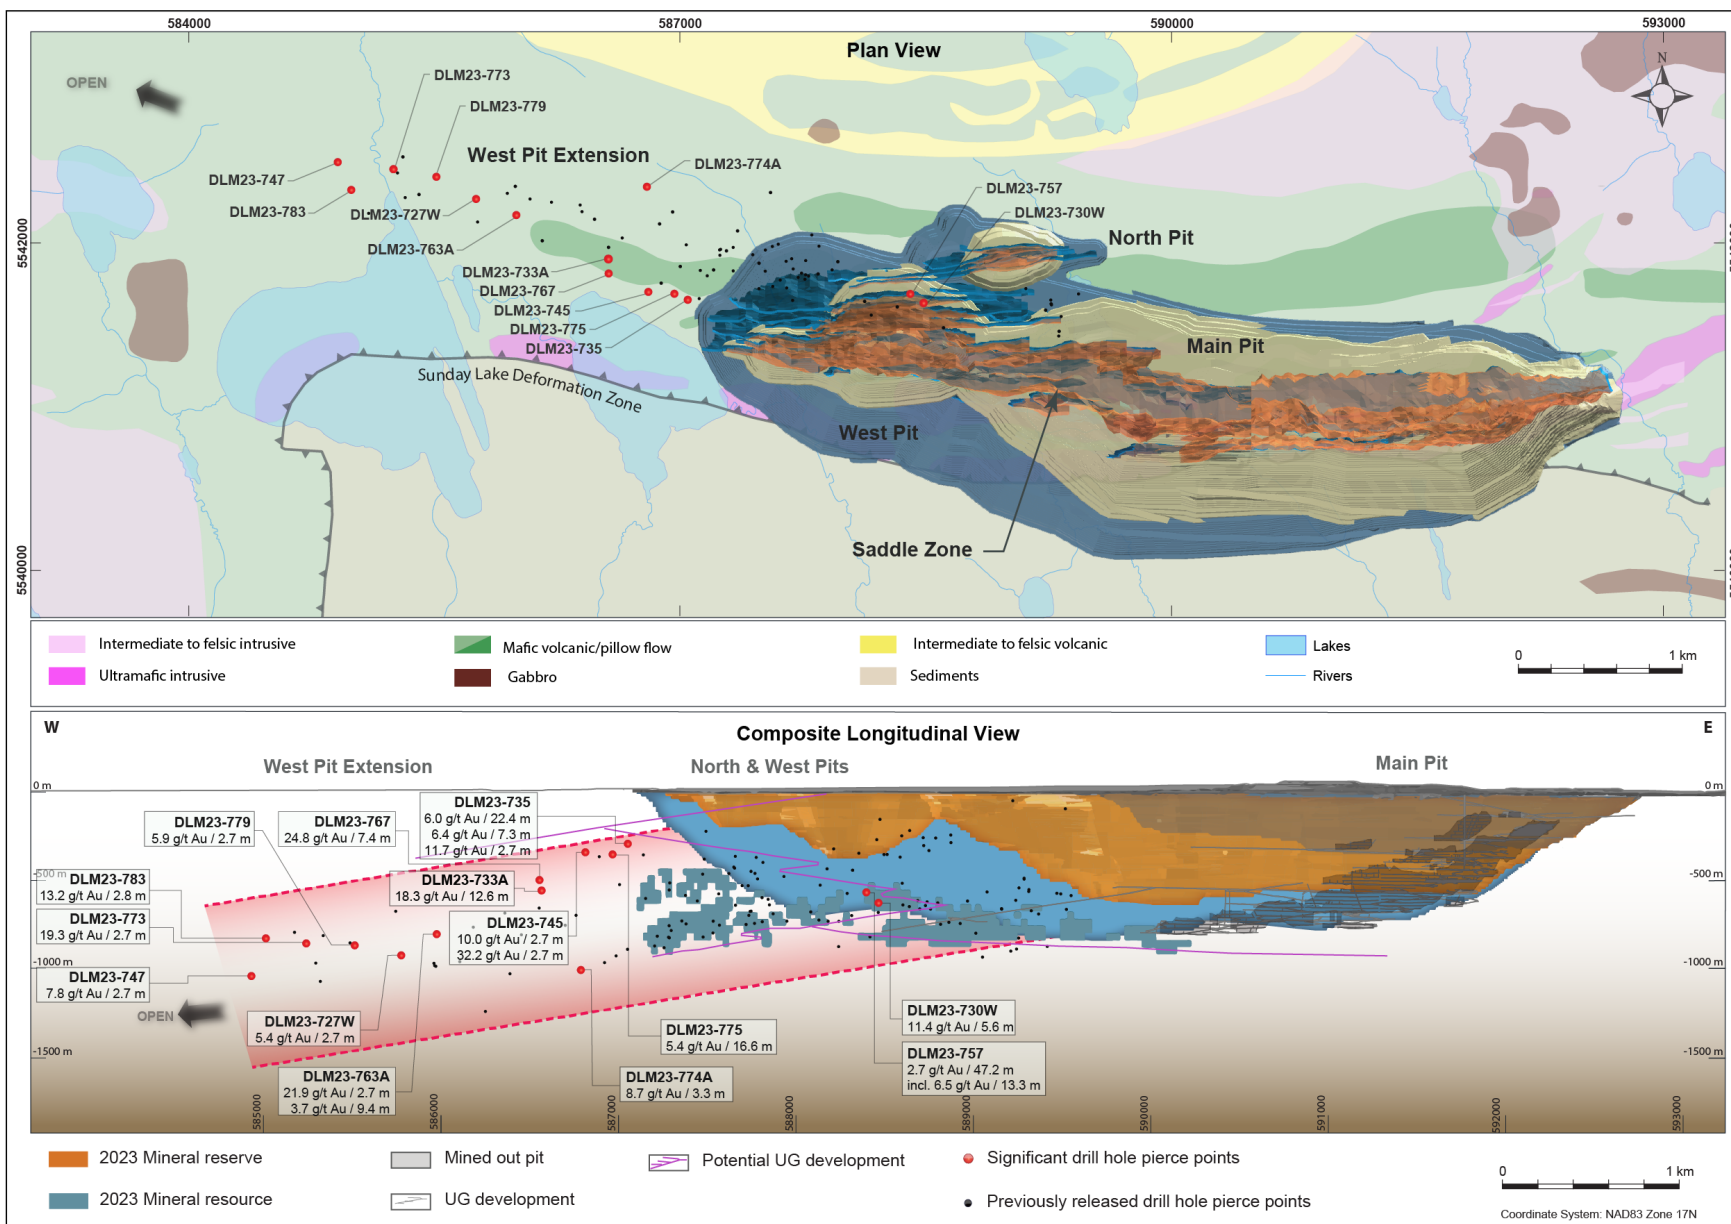 584000
587000
590000
593000
Plan View
OPEN
N
DLM23-773
DLM23-779
West Pit Extension
DLM23-774A
DLM23-747
DLM23-757
DLM23-783
DLM23-727W
DLM23-730W
5542000
DLM23-763A
North Pit
DLM23-733A
DLM23-767
DLM23-745
DLM23-775
DLM23-735
Main Pit
Sunday Lake Deformation Zone
West Pit
Saddle Zone
5540000
Intermediate to felsic intrusive
Mafic volcanic/pillow flow
Intermediate to felsic volcanic
Lakes
0
1 km
Ultramafic intrusive
Gabbro
Sediments
Rivers
W
Composite Longitudinal View
E
West Pit Extension
North & West Pits
Main Pit
0 m
0 m
DLM23-735
6.0 g/t Au / 22.4 m
6.4 g/t Au / 7.3 m
11.7 g/t Au / 2.7 m
DLM23-779
5.9 g/t Au / 2.7 m
DLM23-767
24.8 g/t Au / 7.4 m
-500 m
-500 m
DLM23-783
13.2 g/t Au / 2.8 m
DLM23-733A
18.3 g/t Au / 12.6 m
DLM23-773
19.3 g/t Au / 2.7 m
DLM23-745
10.0 g/t Au / 2.7 m
32.2 g/t Au / 2.7 m
DLM23-747
7.8 g/t Au / 2.7 m
-1000 m
-1000 m
OPEN
DLM23-727W
5.4 g/t Au / 2.7 m
DLM23-775
5.4 g/t Au / 16.6 m
DLM23-730W
11.4 g/t Au / 5.6 m
-1500 m
-1500 m
DLM23-757
2.7 g/t Au / 47.2 m
incl. 6.5 g/t Au / 13.3 m
DLM23-763A
21.9 g/t Au / 2.7 m
3.7 g/t Au / 9.4 m
DLM23-774A
8.7 g/t Au / 3.3 m
585000
586000
587000
588000
589000
590000
591000
592000
593000
2023 Mineral reserve
Mined out pit
Potential UG development
Significant drill hole pierce points
0
1 km
2023 Mineral resource
UG development
Previously released drill hole pierce points
Coordinate System: NAD83 Zone 17N